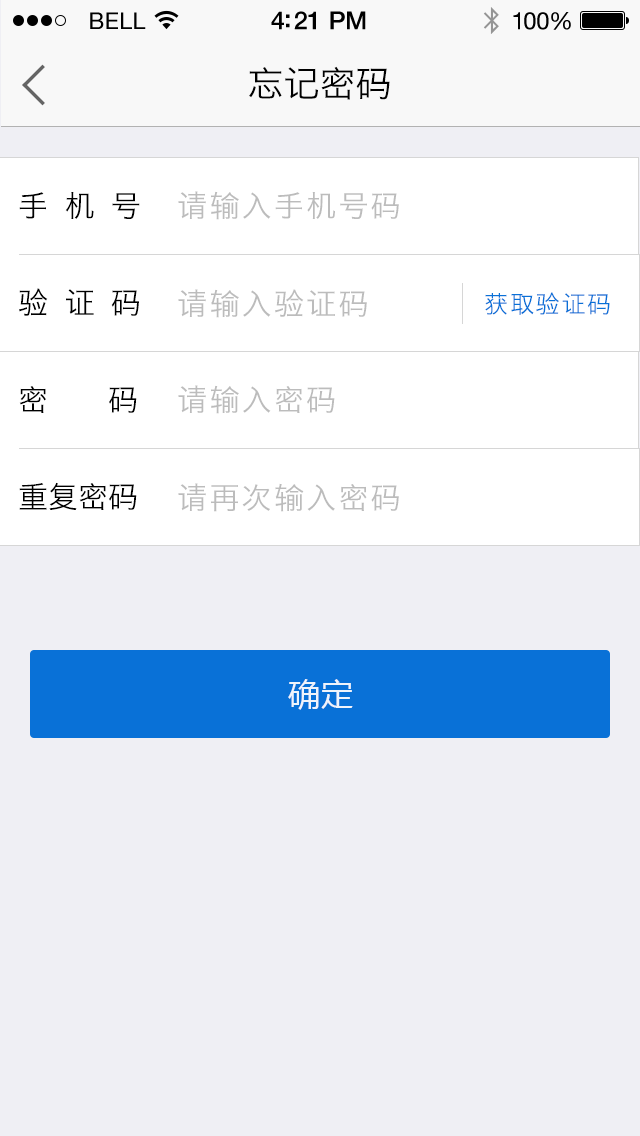 BELL 4:21 PM 100%
忘记密码
手机号 请输入手机号码
验证码 请输入验证码 获取验证码
密码 请输入密码
重复密码 请再次输入密码
确定